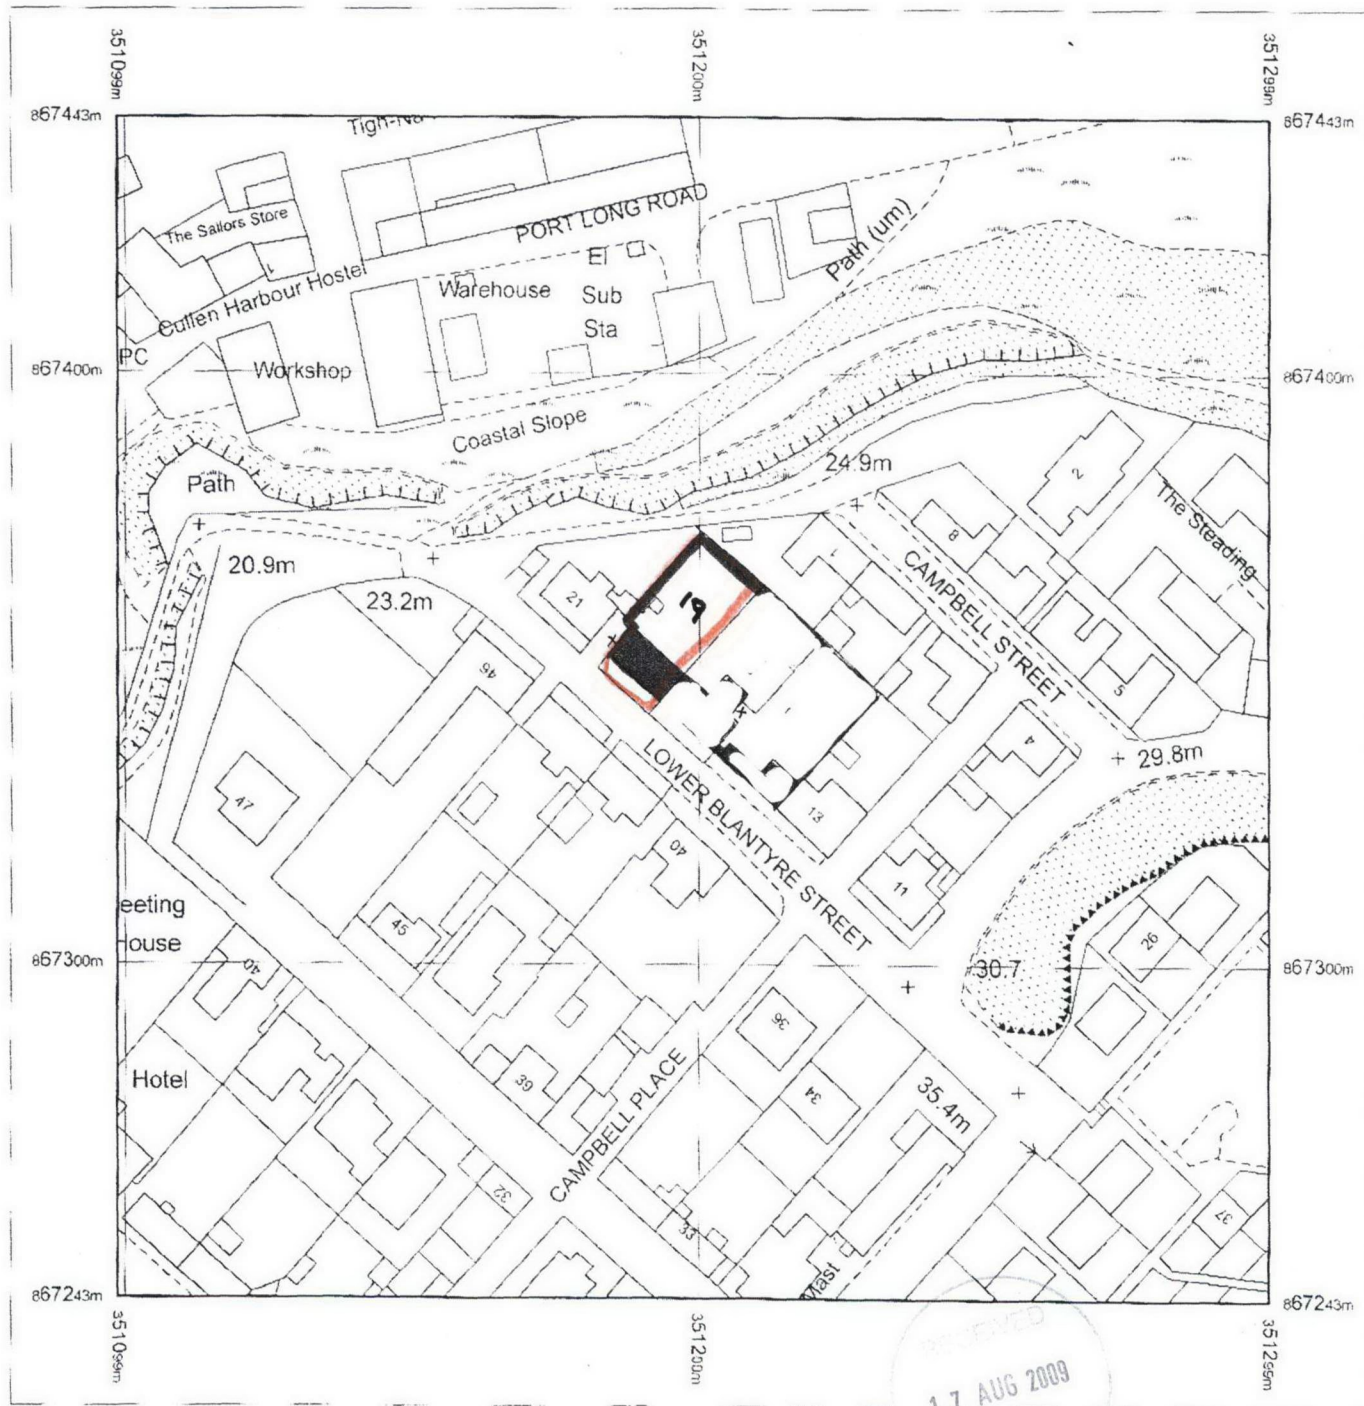 351099m
351200m
351299m
867443m
867443m
Tigh-Na
The Sailors Store
1
PORT LONG ROAD
Cullen Harbour Hostel
El
Sub
Sta
Warehouse
Path (um)
PC
Workshop
867400m
867400m
Coastal Slope
24.9m
Path
2
8
The Steading
20.9m
23.2m
21
19
CAMPBELL STREET
46
5
4
29.8m
47
LOWER BLANTYRE STREET
13
40
11
eeting
ouse
45
26
867300m
867300m
40
30.7
36
Hotel
39
34
35.4m
CAMPBELL PLACE
32
33
37
Mast
867243m
867243m
351099m
351200m
351299m
RECEIVED
17 AUG 2009